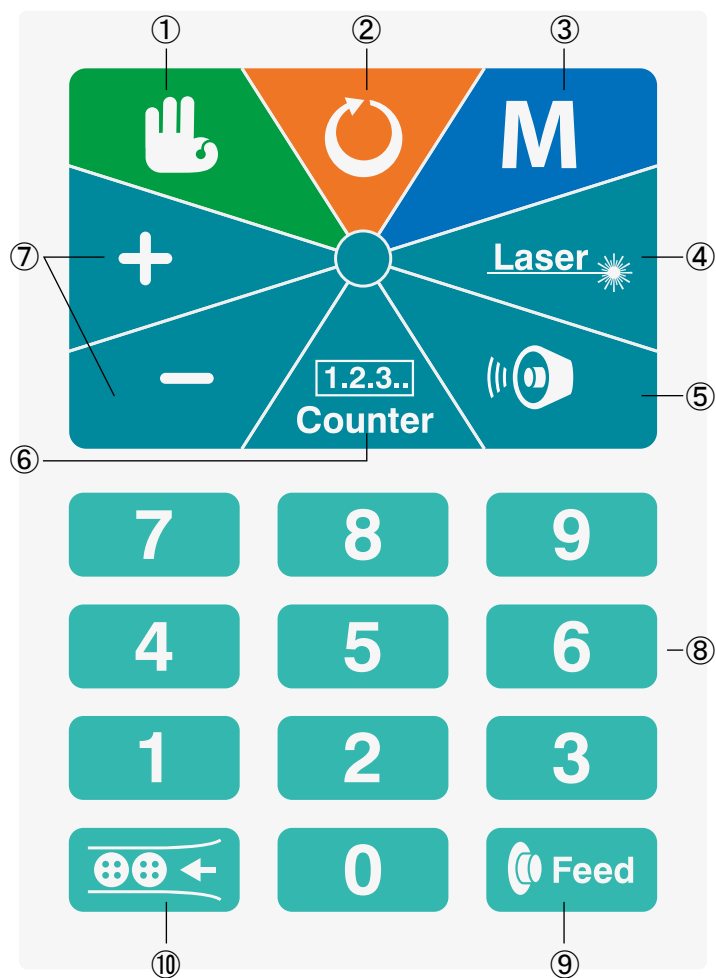 ① ② ③
M
⑦ + Laser ④
−
1.2.3..
⑤
Counter
⑥
7 8 9
4 5 6 ⑧
1 2 3
0 Feed
⑩ ⑨